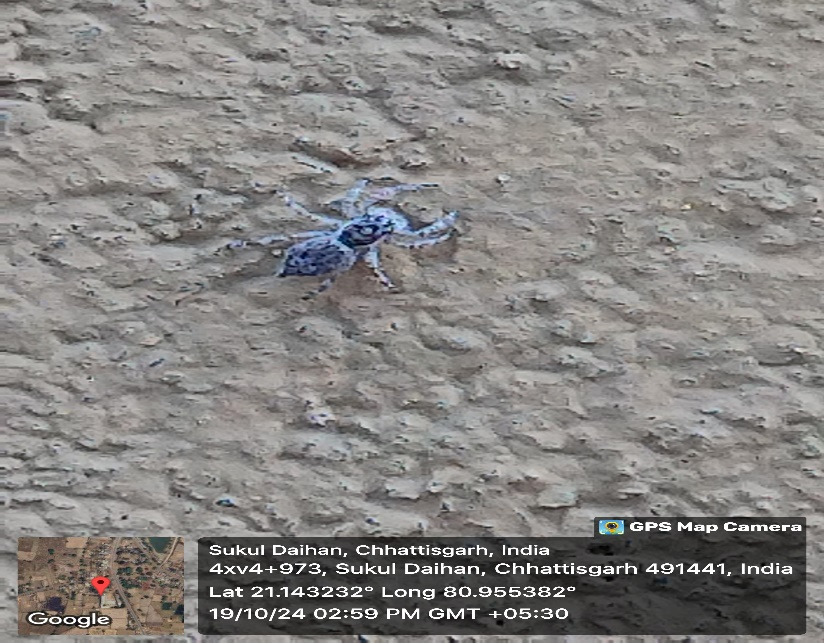 GPS Map Camera
Sukul Daihan, Chhattisgarh, India
4xv4+973, Sukul Daihan, Chhattisgarh 491441, India
Lat 21.143232° Long 80.955382°
19/10/24 02:59 PM GMT +05:30
Google